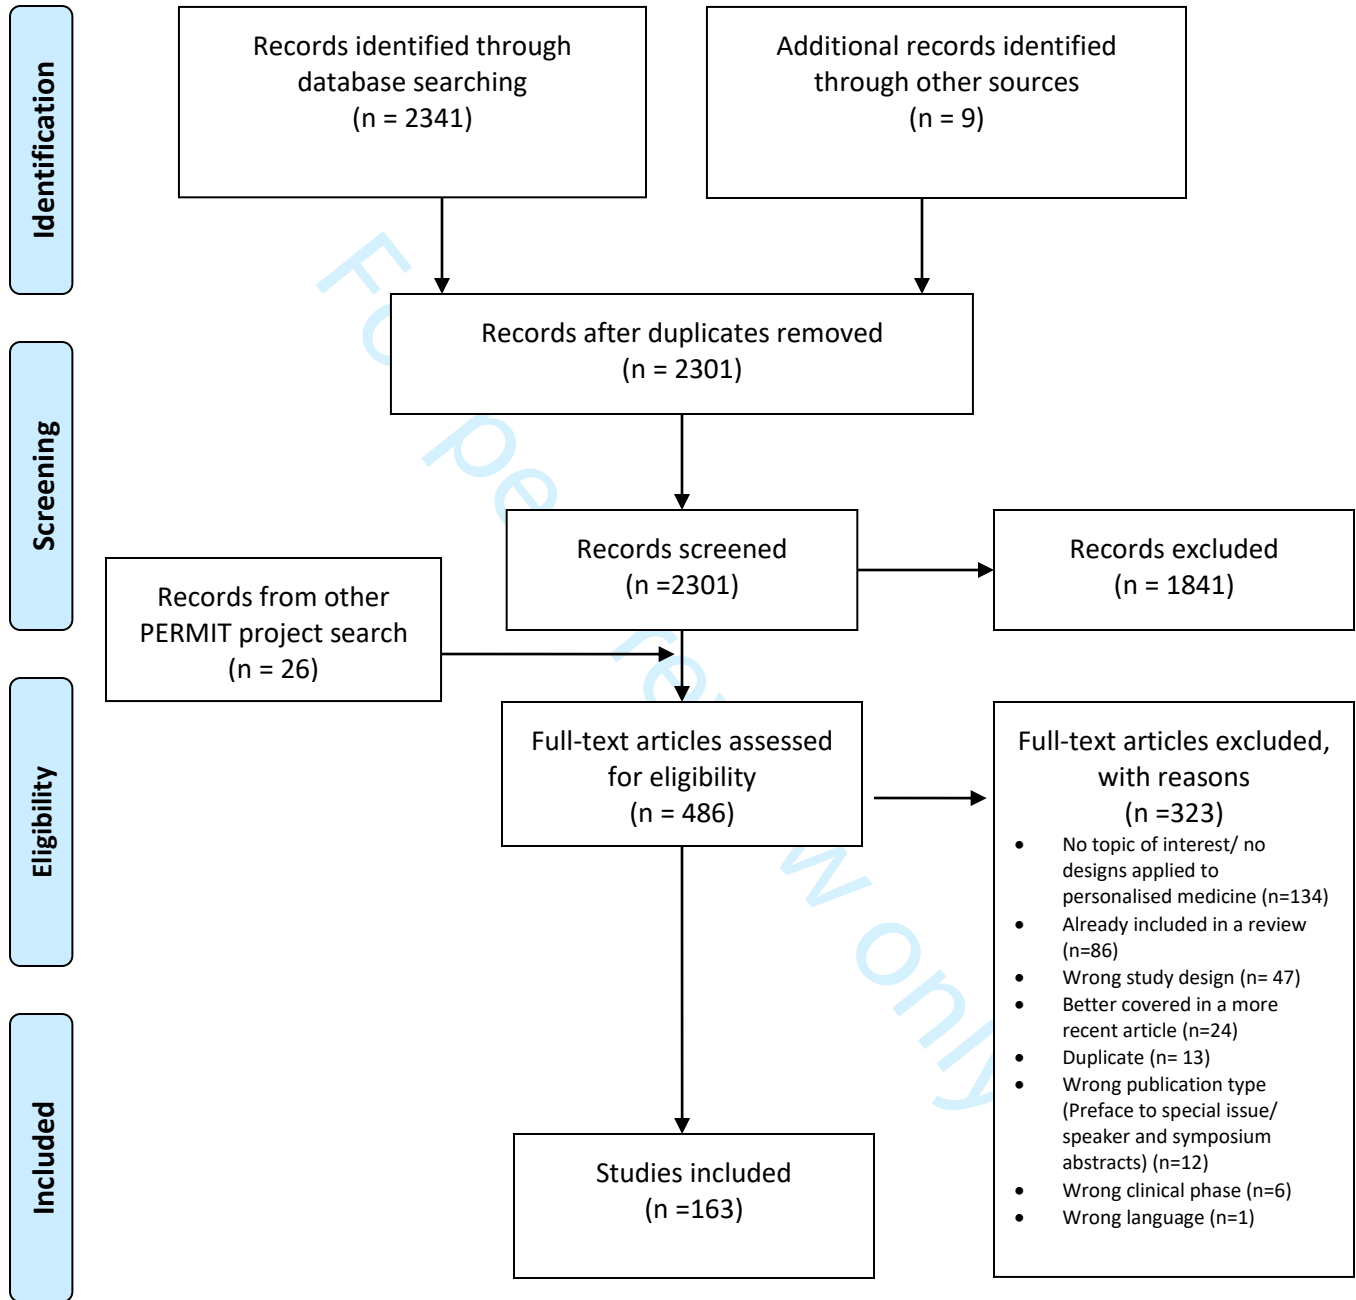 Identification
Records identified through
database searching
(n = 2341)
Additional records identified
through other sources
(n = 9)
Records after duplicates removed
(n = 2301)
Screening
Records screened
(n =2301)
Records excluded
(n = 1841)
Records from other
PERMIT project search
(n = 26)
Eligibility
Full-text articles assessed
for eligibility
(n = 486)
Full-text articles excluded,
with reasons
(n =323)
• No topic of interest/ no
designs applied to
personalised medicine (n=134)
• Already included in a review
(n=86)
• Wrong study design (n= 47)
• Better covered in a more
recent article (n=24)
• Duplicate (n= 13)
• Wrong publication type
(Preface to special issue/
speaker and symposium
abstracts) (n=12)
• Wrong clinical phase (n=6)
• Wrong language (n=1)
Included
Studies included
(n =163)